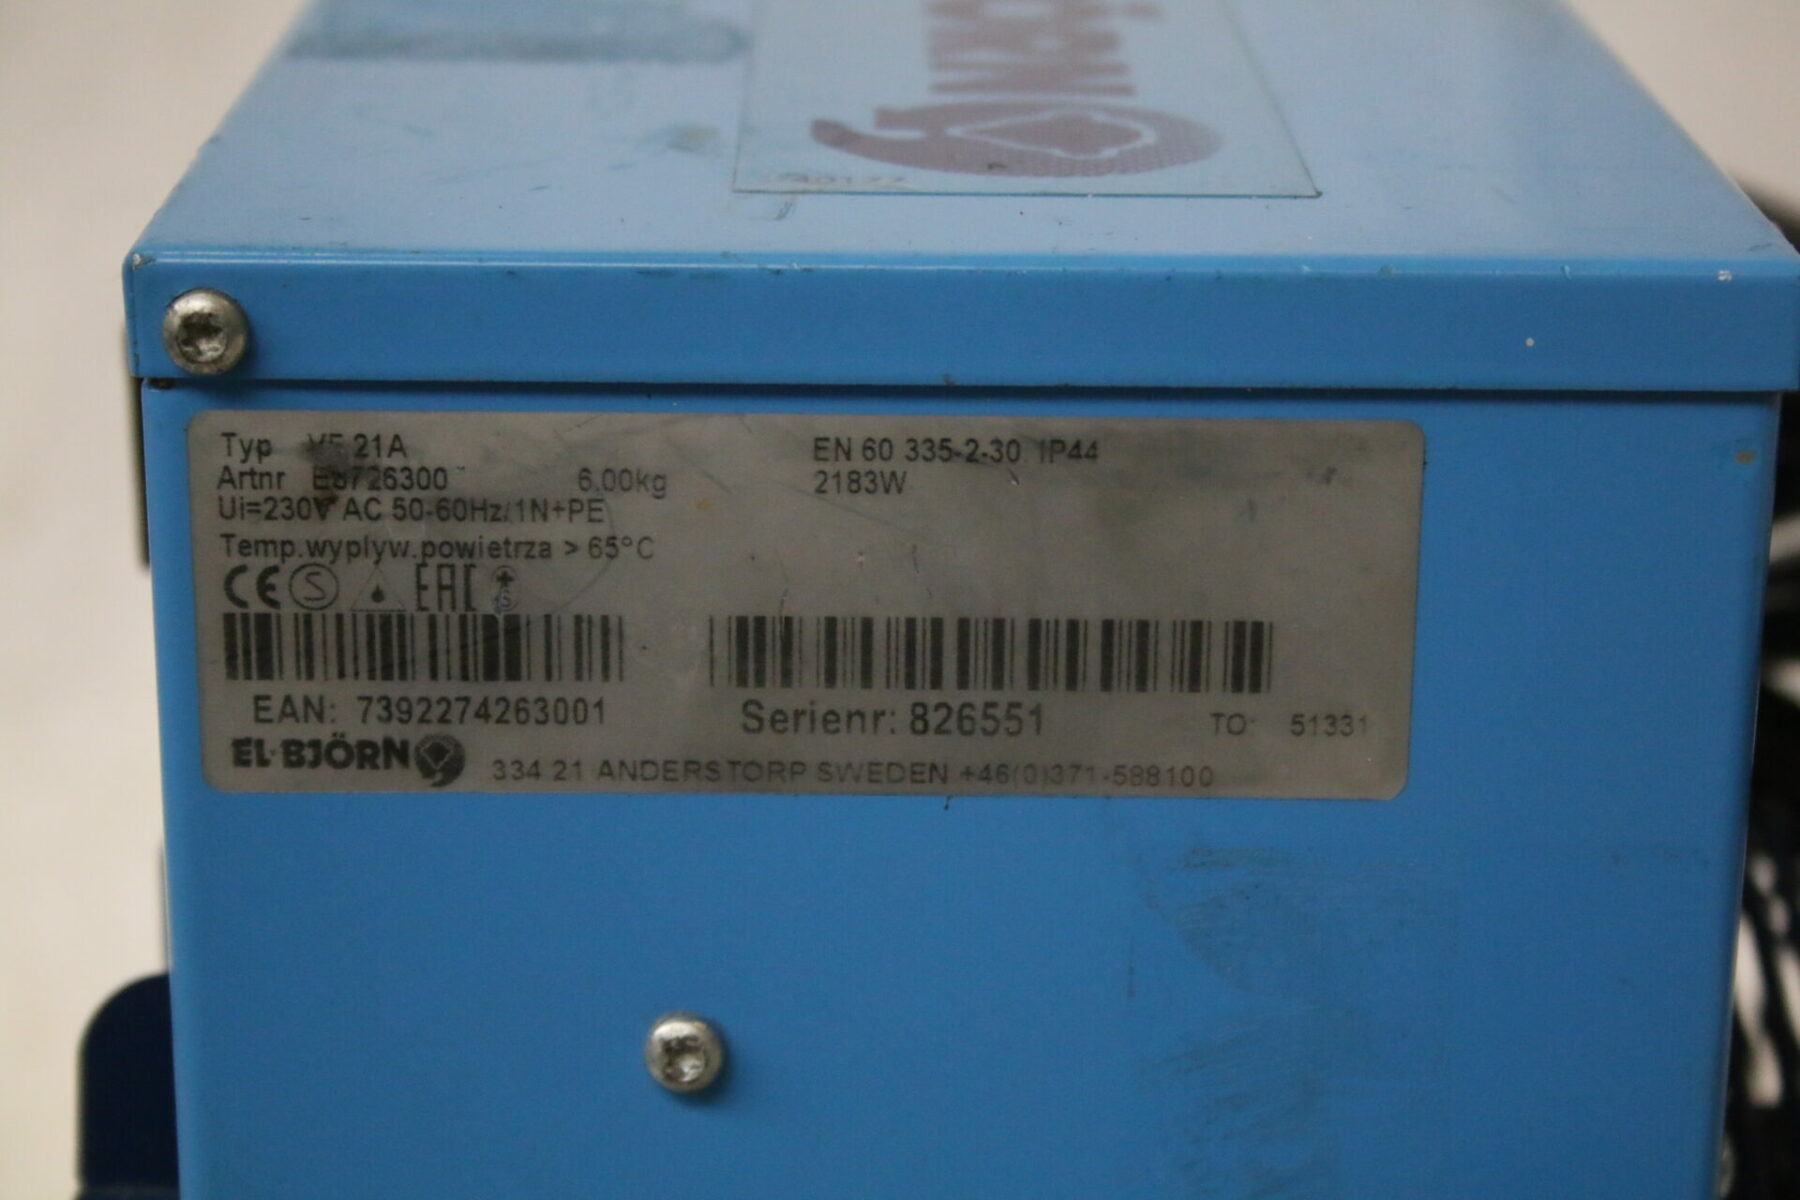 Typ VF 21A
EN 60 335-2-30 IP44
Artnr E8726300 6.00kg
2183W
Ui=230V AC 50-60Hz/1N+PE
Temp.wyplyw.powietrza > 65°C
CE S EAC
EAN: 7392274263001
Serienr: 826551
TO: 51331
EL·BJÖRN
334 21 ANDERSTORP SWEDEN +46(0)371-588100